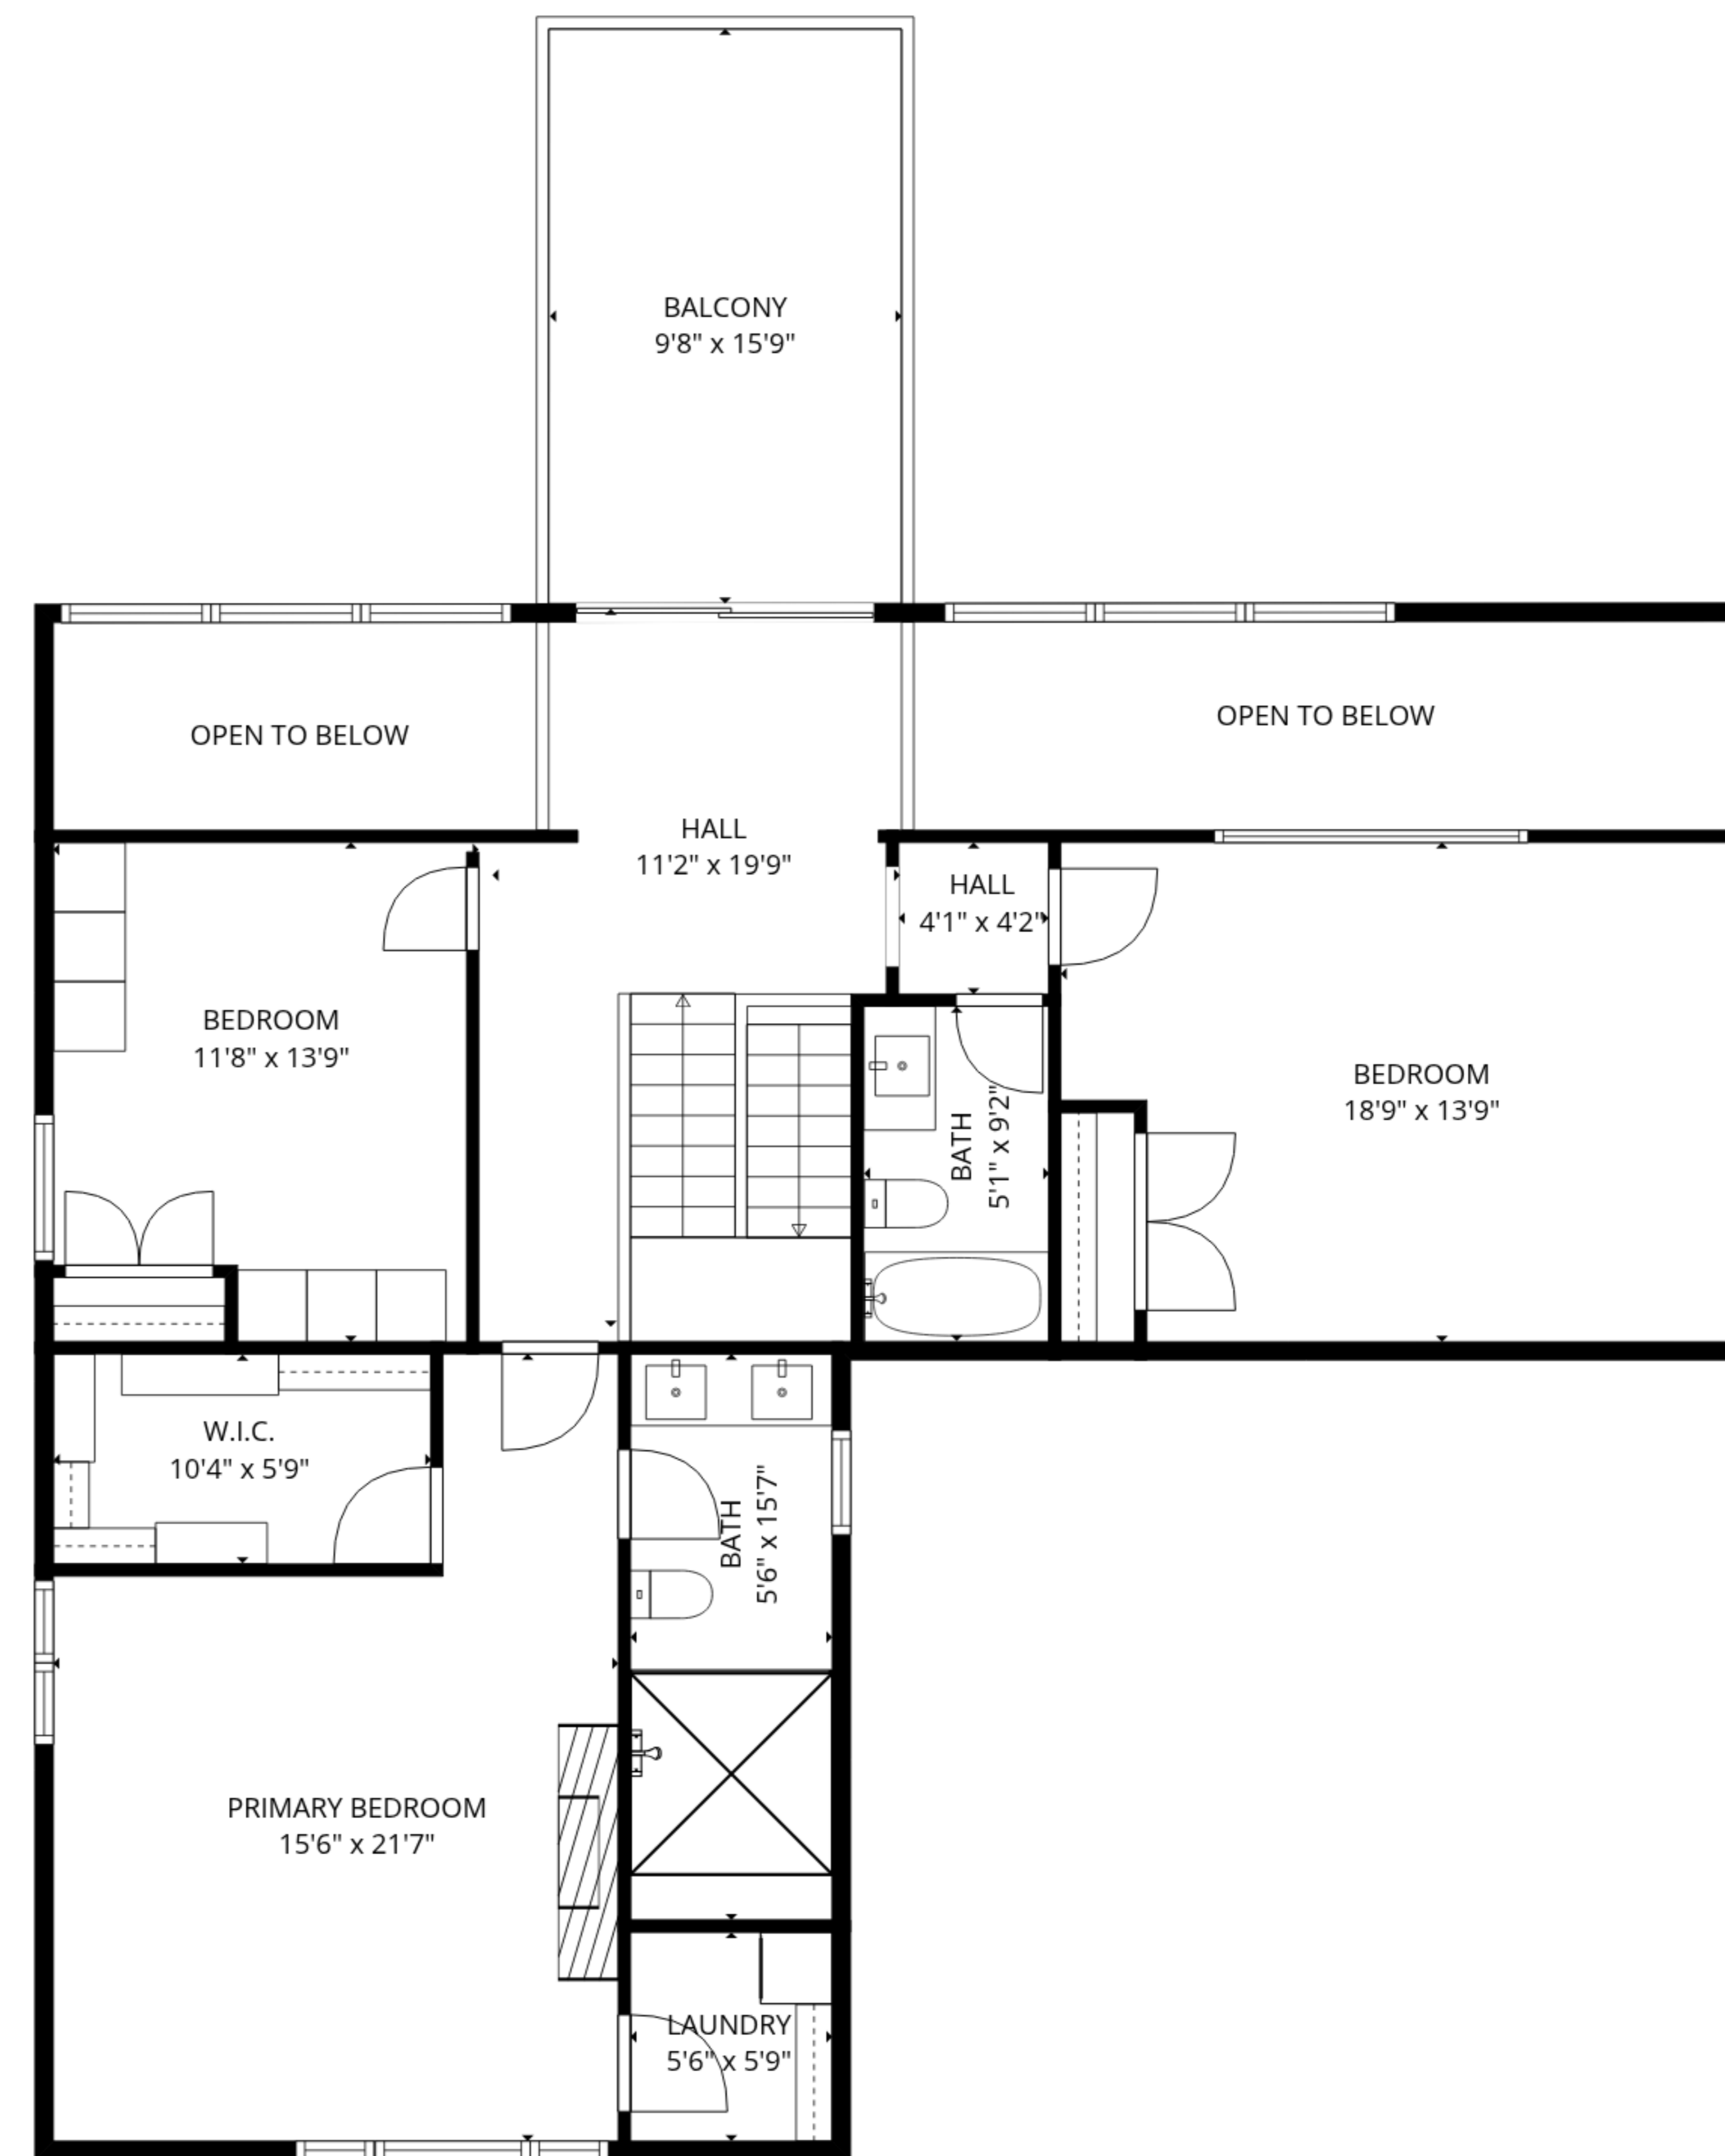 BALCONY
9'8" x 15'9"
OPEN TO BELOW
OPEN TO BELOW
HALL
11'2" x 19'9"
HALL
4'1" x 4'2"
BEDROOM
11'8" x 13'9"
BATH
5'1" x 9'2"
BEDROOM
18'9" x 13'9"
W.I.C.
10'4" x 5'9"
BATH
5'6" x 15'7"
PRIMARY BEDROOM
15'6" x 21'7"
LAUNDRY
5'6" x 5'9"